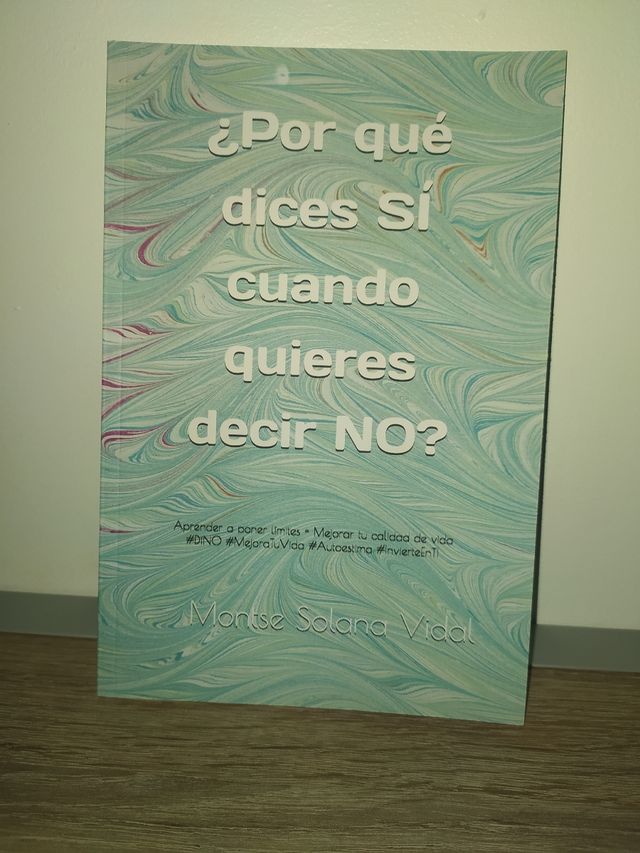 ¿Por qué
dices SÍ
cuando
quieres
decir NO?
Aprender a poner límites = Mejorar tu calidad de vida
#DiNO #MejoraTuVida #Autoestima #InvierteEnTi
Montse Solana Vidal